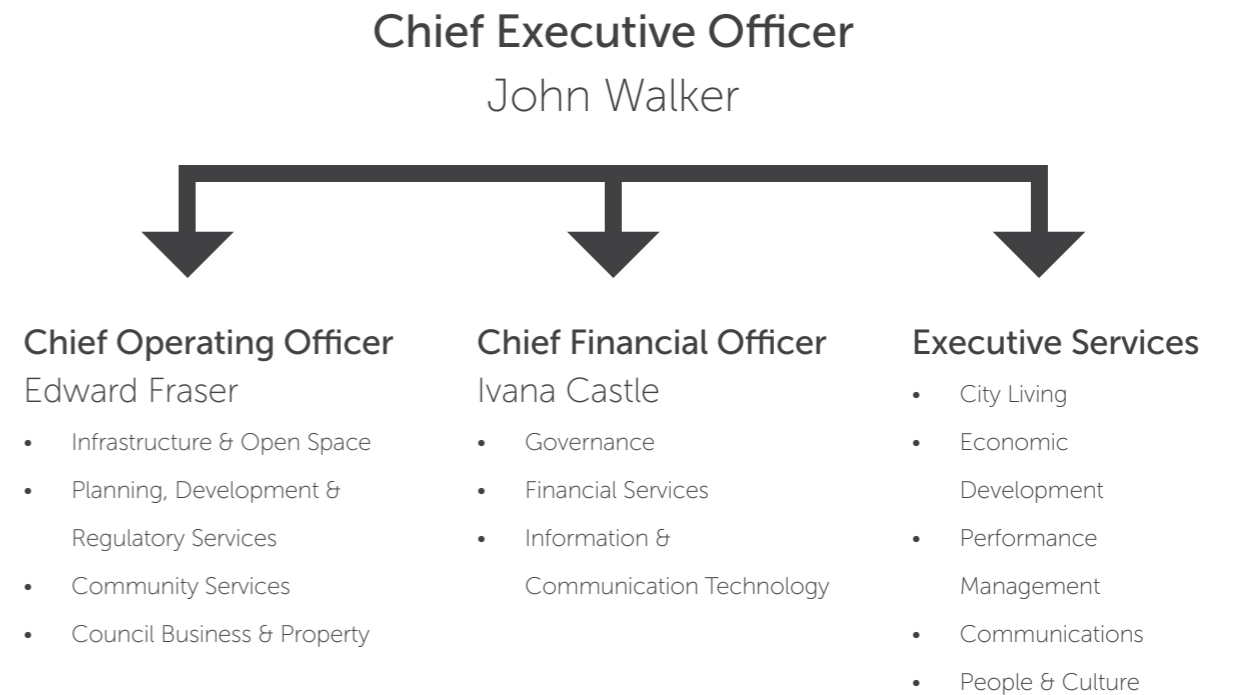 Chief Executive Officer
John Walker
Chief Operating Officer
Edward Fraser
• Infrastructure & Open Space
• Planning, Development &
Regulatory Services
• Community Services
• Council Business & Property
Chief Financial Officer
Ivana Castle
• Governance
• Financial Services
• Information &
Communication Technology
Executive Services
• City Living
• Economic
Development
• Performance
Management
• Communications
• People & Culture